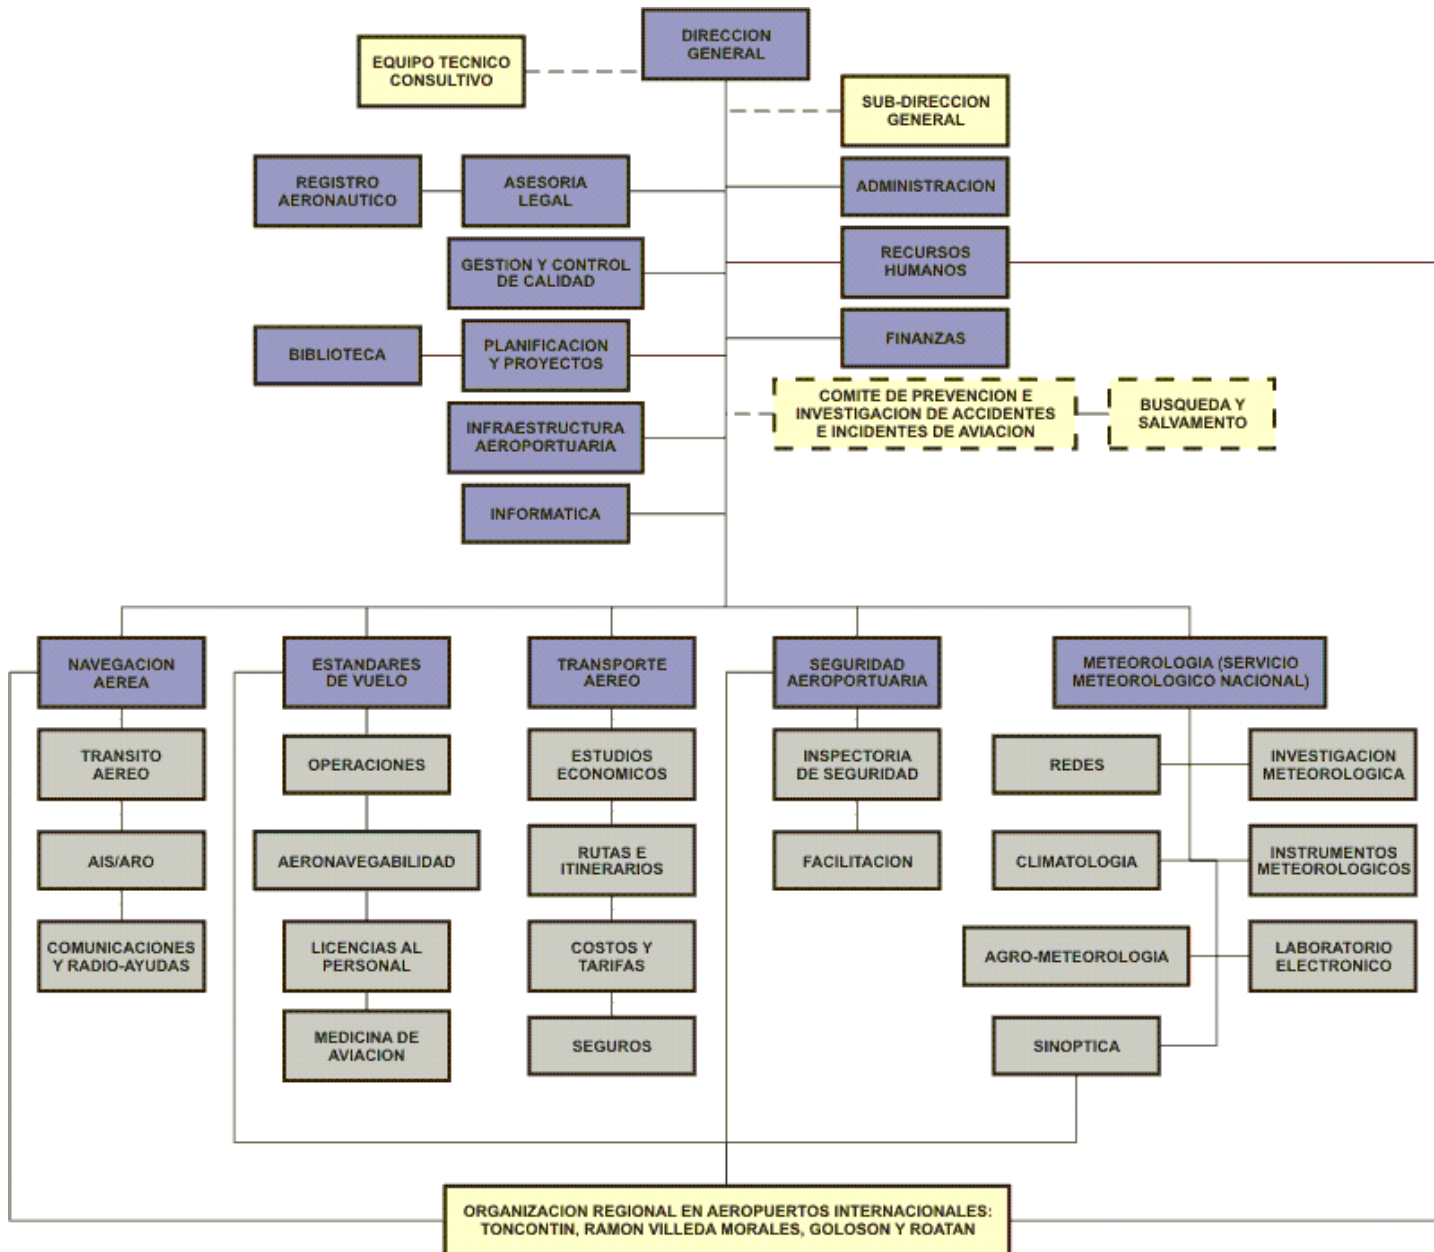 DIRECCION
GENERAL
EQUIPO TECNICO
CONSULTIVO
SUB-DIRECCION
GENERAL
REGISTRO
AERONAUTICO
ASESORIA
LEGAL
ADMINISTRACION
GESTION Y CONTROL
DE CALIDAD
RECURSOS
HUMANOS
BIBLIOTECA
PLANIFICACION
Y PROYECTOS
FINANZAS
COMITE DE PREVENCION E
INVESTIGACION DE ACCIDENTES
E INCIDENTES DE AVIACION
BUSQUEDA Y
SALVAMENTO
INFRAESTRUCTURA
AEROPORTUARIA
INFORMATICA
NAVEGACION
AEREA
ESTANDARES
DE VUELO
TRANSPORTE
AEREO
SEGURIDAD
AEROPORTUARIA
METEOROLOGIA (SERVICIO
METEOROLOGICO NACIONAL)
TRANSITO
AEREO
OPERACIONES
ESTUDIOS
ECONOMICOS
INSPECTORIA
DE SEGURIDAD
REDES
INVESTIGACION
METEOROLOGICA
AIS/ARO
AERONAVEGABILIDAD
RUTAS E
ITINERARIOS
FACILITACION
CLIMATOLOGIA
INSTRUMENTOS
METEOROLOGICOS
COMUNICACIONES
Y RADIO-AYUDAS
LICENCIAS AL
PERSONAL
COSTOS Y
TARIFAS
AGRO-METEOROLOGIA
LABORATORIO
ELECTRONICO
MEDICINA DE
AVIACION
SEGUROS
SINOPTICA
ORGANIZACION REGIONAL EN AEROPUERTOS INTERNACIONALES:
TONCONTIN, RAMON VILLEDA MORALES, GOLOSON Y ROATAN